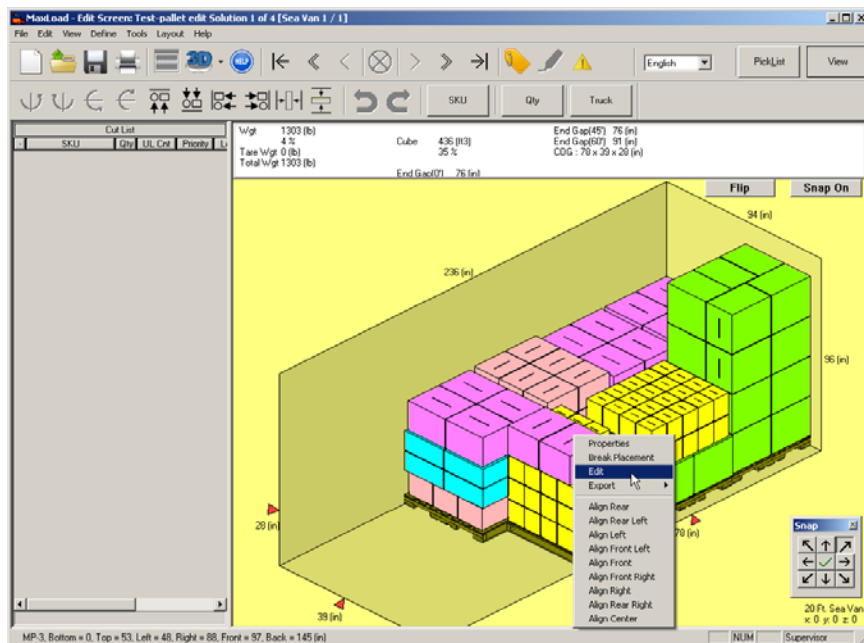 MaxLoad - Edit Screen: Test-pallet edit Solution 1 of 4 [Sea Van 1 / 1]
File Edit View Define Tools Layout Help
3D HELP English PickList View
SKU Qty Truck
Cut List
- SKU Qty UL Cnt Priority
Wgt 1303 (lb)
4 %
Tare Wgt 0 (lb)
Total Wgt 1303 (lb)
Cube 436 (ft3)
35 %
End Gap(0') 76 (in)
End Gap(45') 76 (in)
End Gap(60') 91 (in)
COG : 78 x 39 x 28 (in)
Flip Snap On
94 (in)
236 (in)
96 (in)
Properties
Break Placement
Edit
Export
Align Rear
Align Rear Left
Align Left
Align Front Left
Align Front
Align Front Right
Align Right
Align Rear Right
Align Center
28 (in)
78 (in)
39 (in)
Snap
20 Ft. Sea Van
x: 0 y: 0 z: 0
MP-3, Bottom = 0, Top = 53, Left = 48, Right = 88, Front = 97, Back = 145 (in) NUM Supervisor